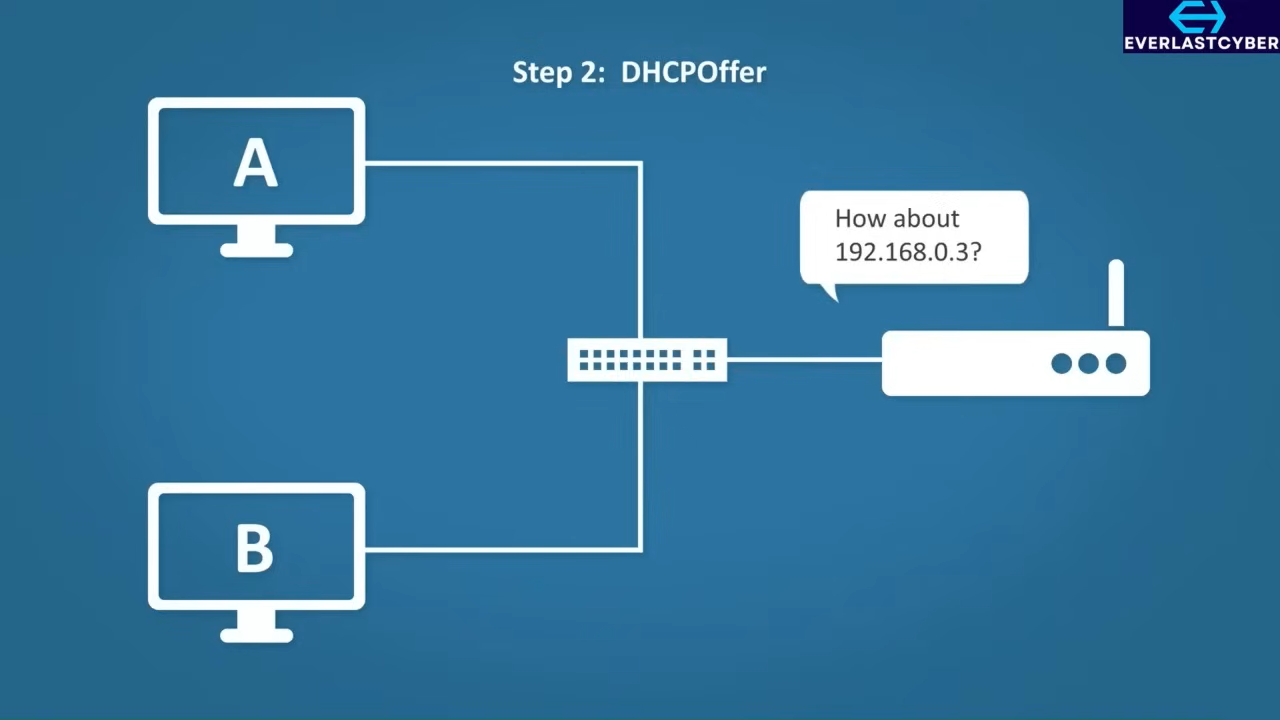 EVERLASTCYBER
Step 2: DHCPOffer
A
How about
192.168.0.3?
B